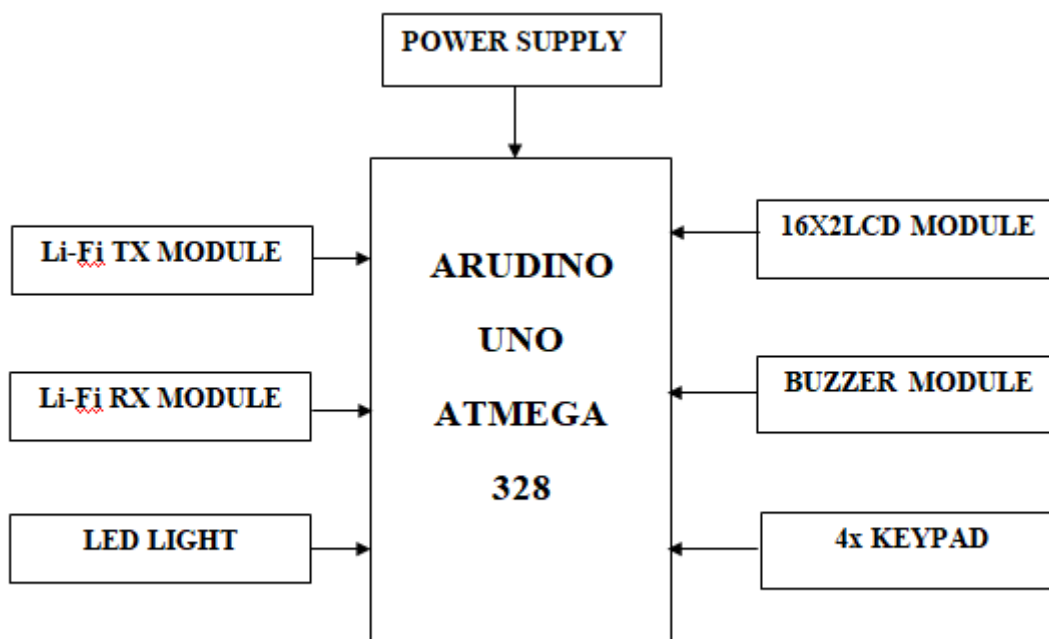 POWER SUPPLY
Li-Fi TX MODULE
Li-Fi RX MODULE
LED LIGHT
ARUDINO
UNO
ATMEGA
328
16X2LCD MODULE
BUZZER MODULE
4x KEYPAD